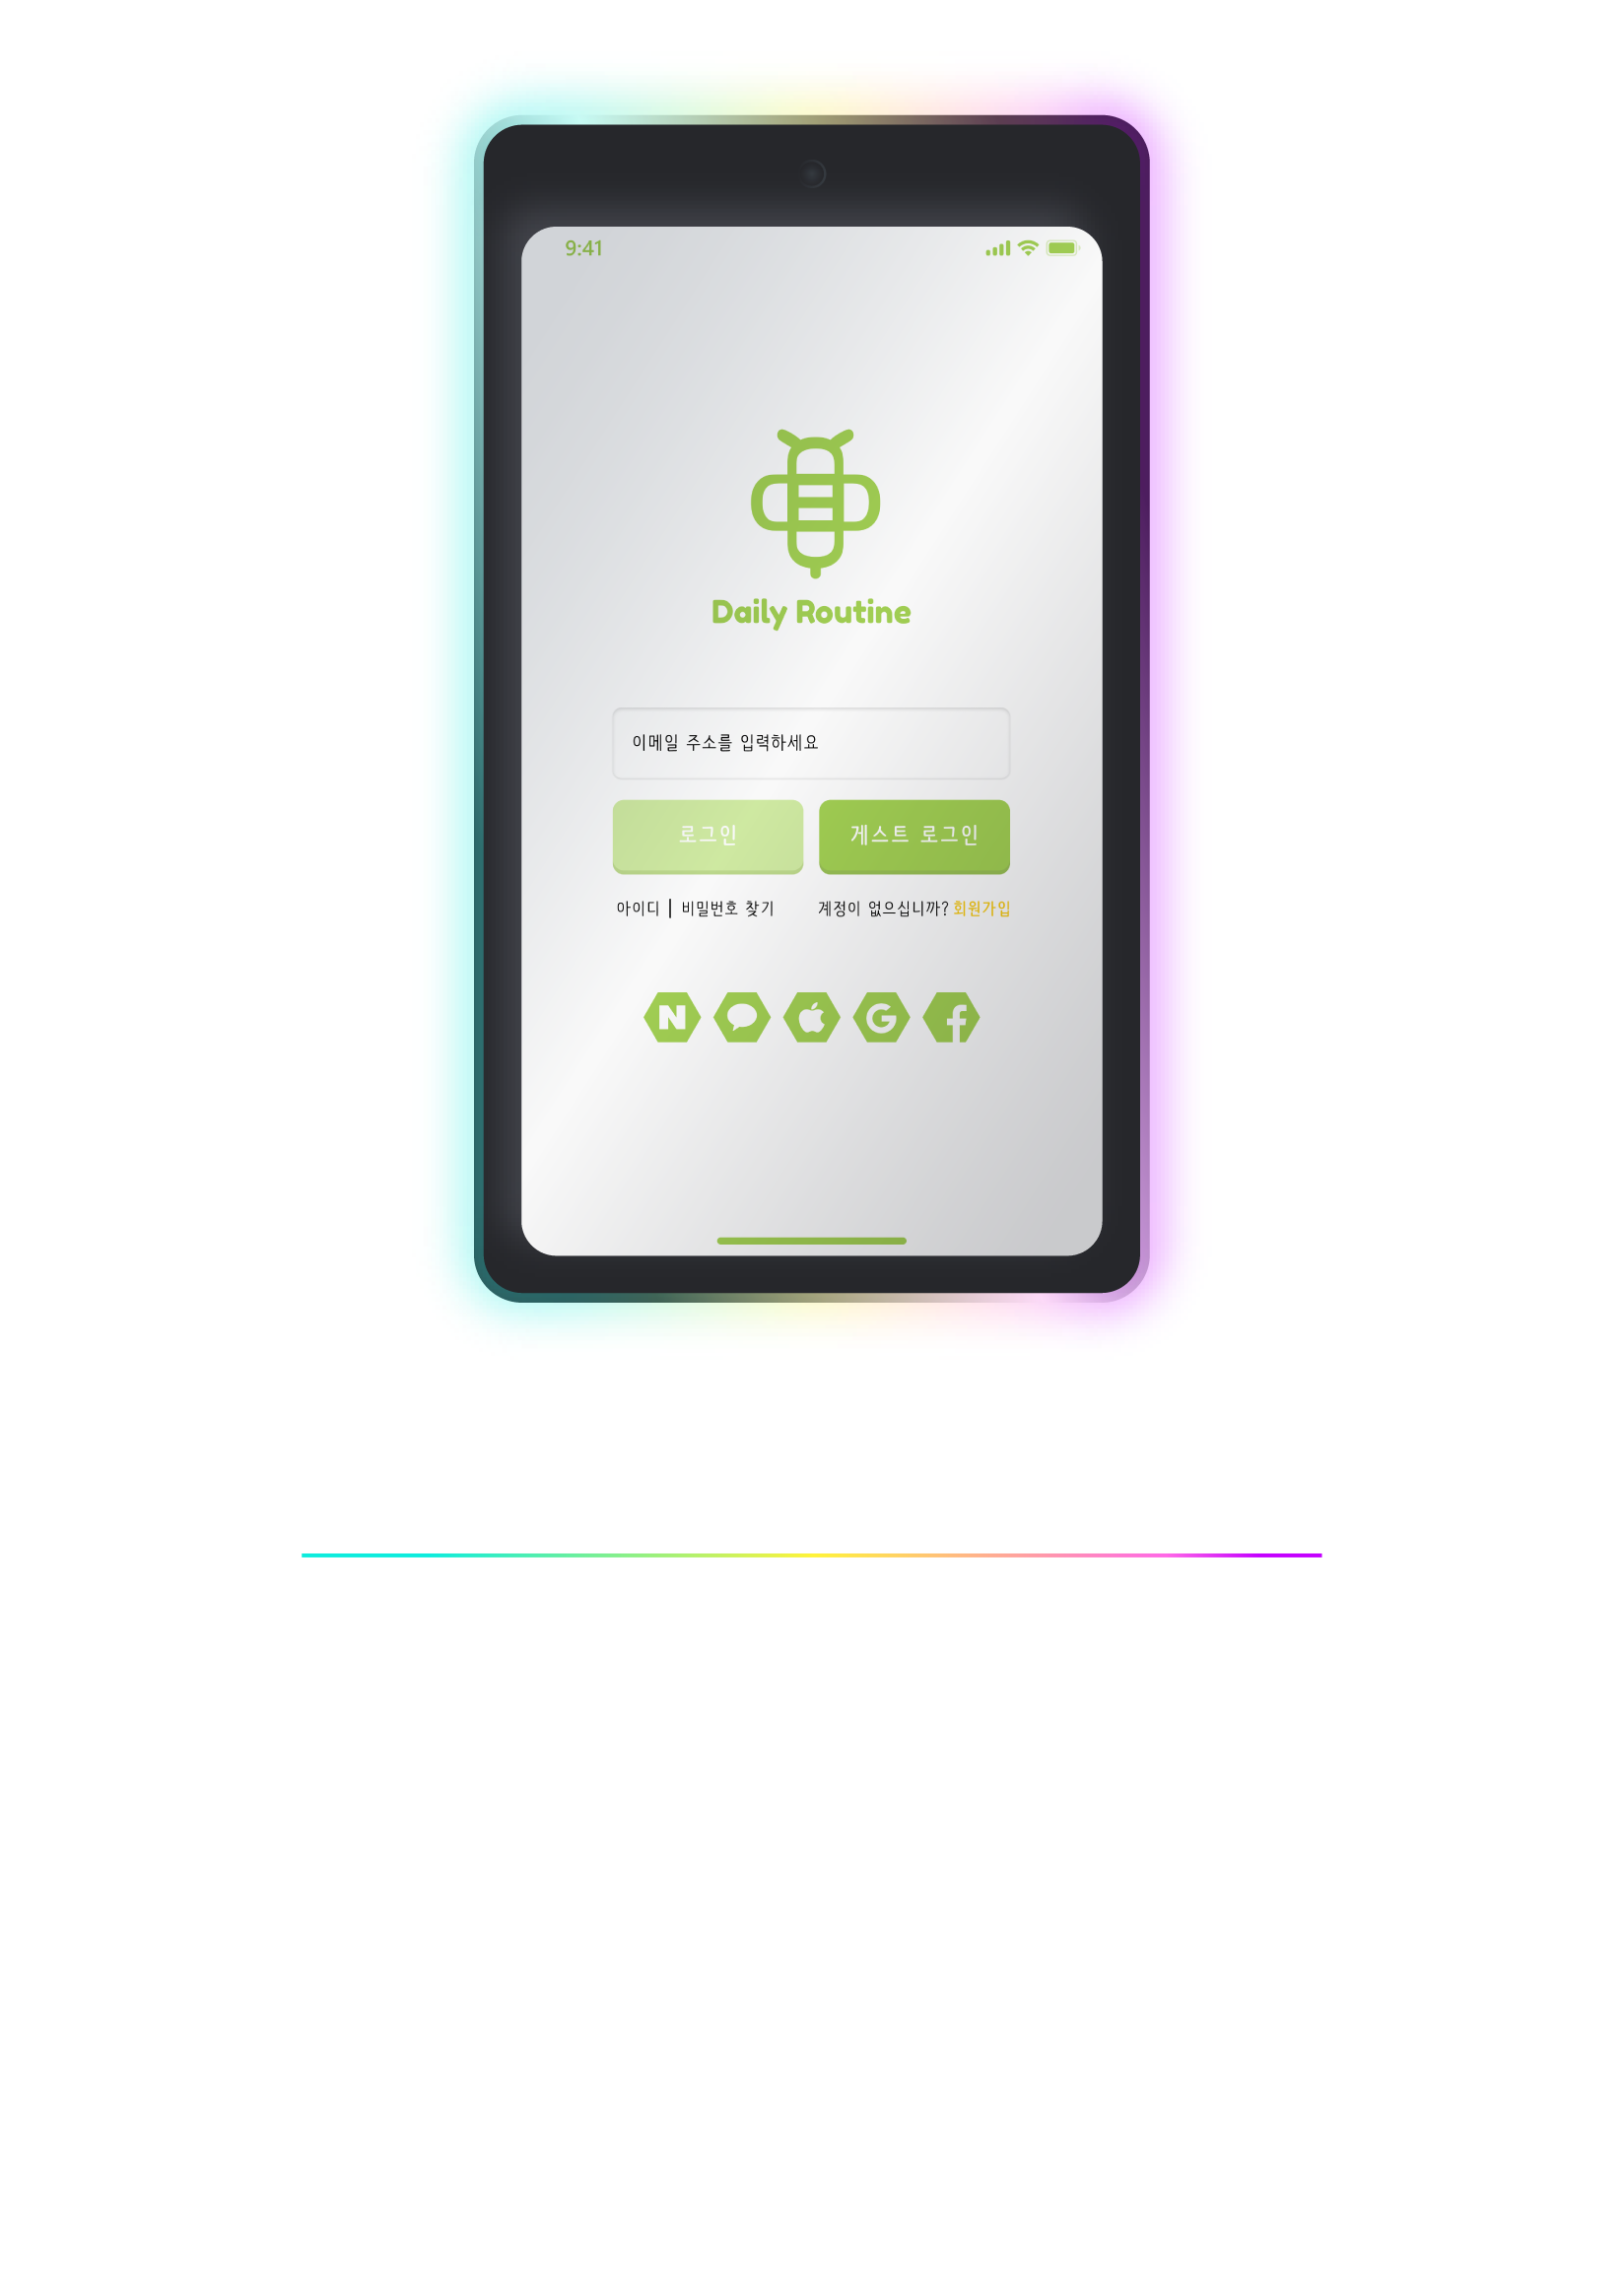 9:41
Daily Routine
이메일 주소를 입력하세요
로그인 게스트 로그인
아이디 | 비밀번호 찾기 계정이 없으십니까? 회원가입
N G f